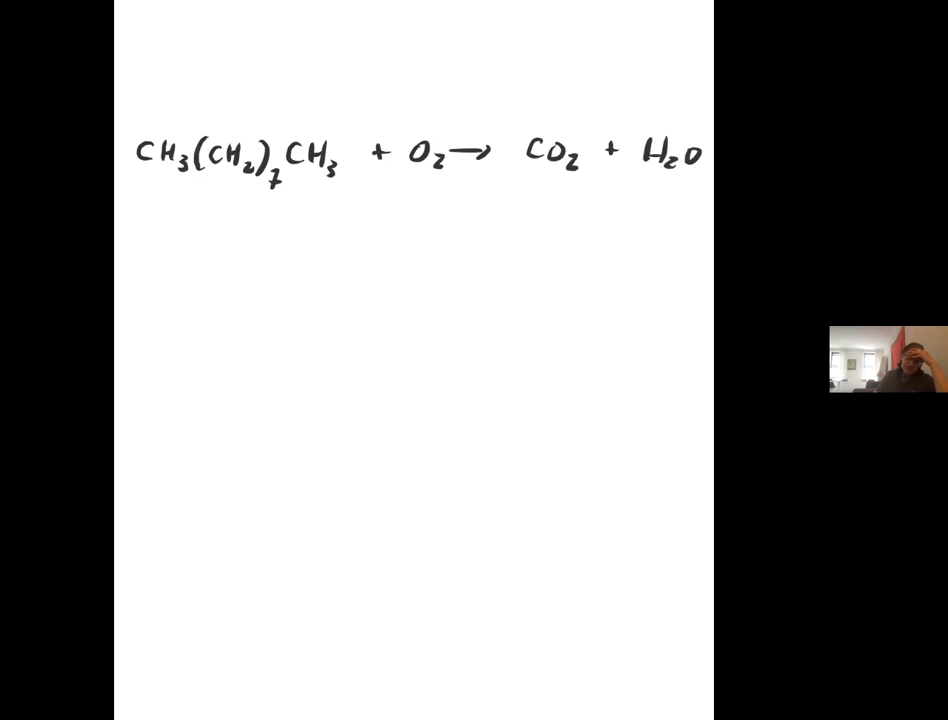 CH₃(CH₂)₇CH₃ + O₂ → CO₂ + H₂O